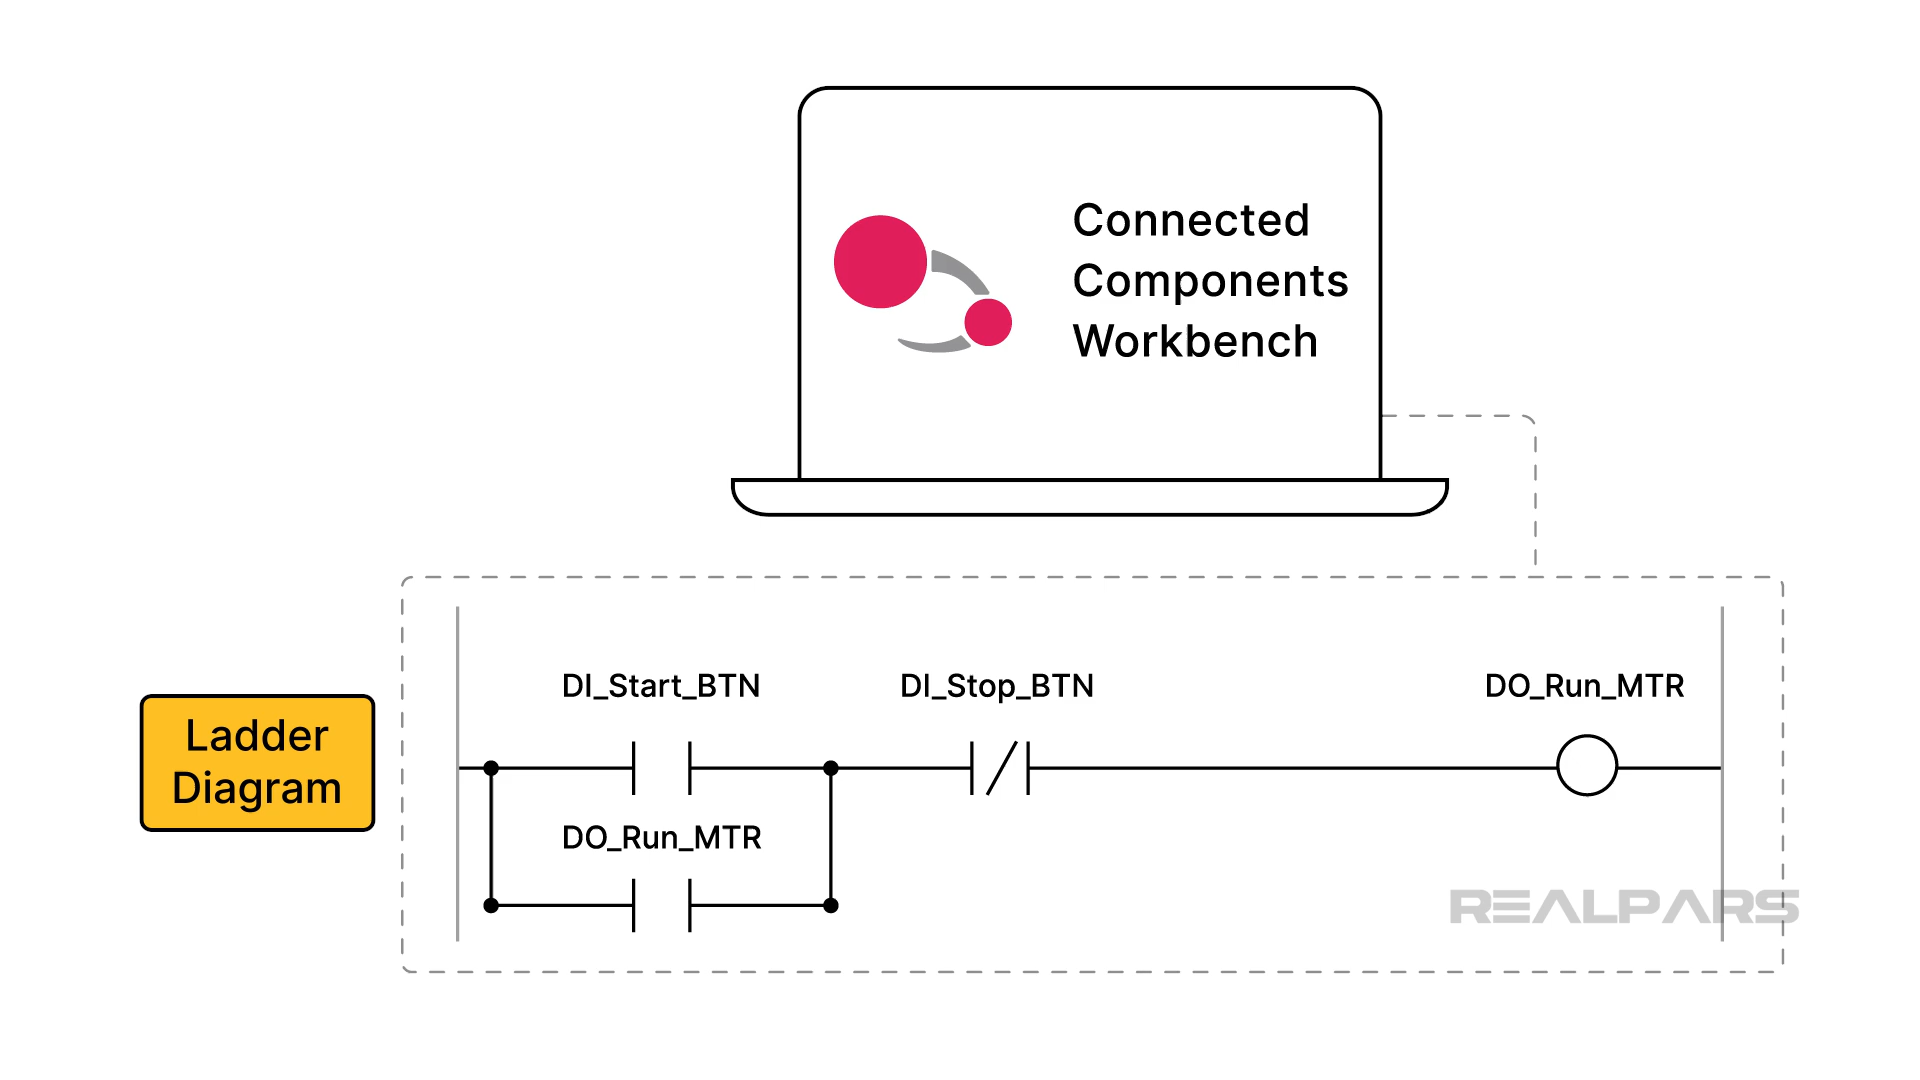 Connected
Components
Workbench
Ladder
Diagram
DI_Start_BTN
DI_Stop_BTN
DO_Run_MTR
DO_Run_MTR
REALPARS